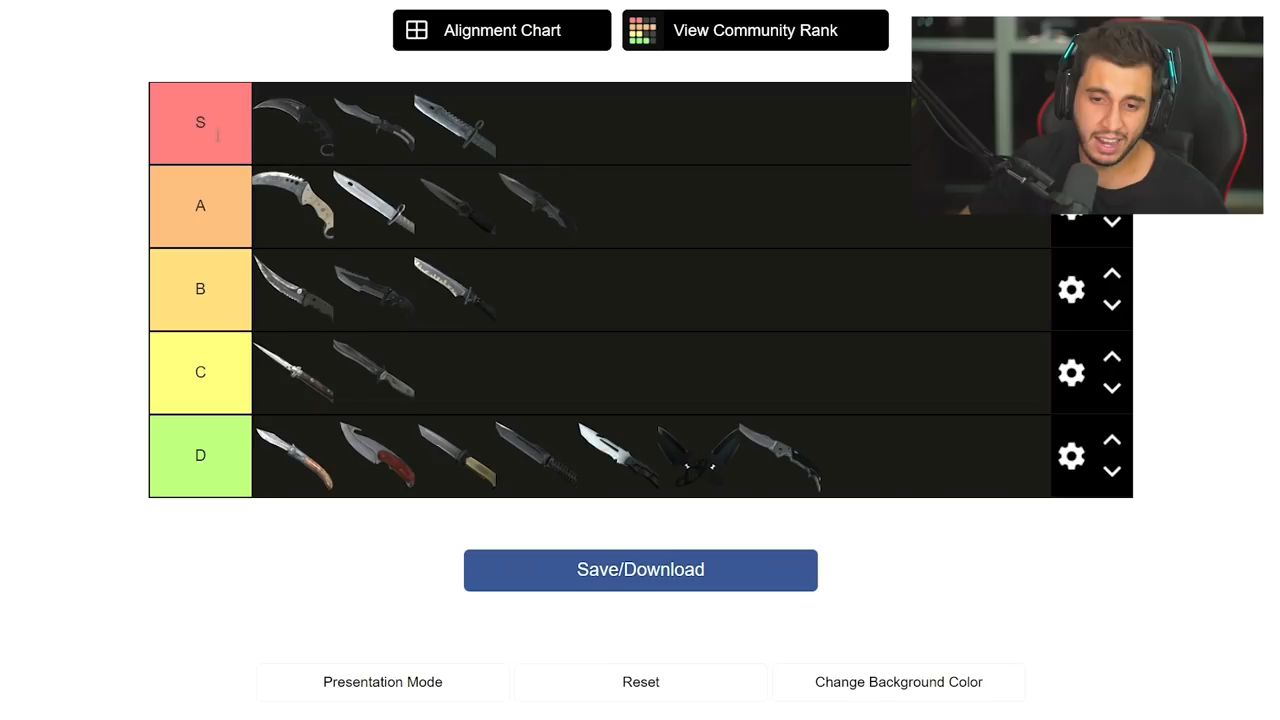 Alignment Chart
View Community Rank
S
A
B
C
D
Save/Download
Presentation Mode
Reset
Change Background Color